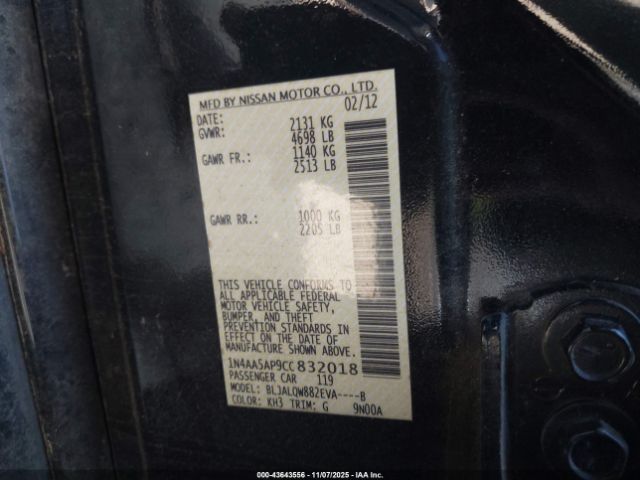 MFD BY NISSAN MOTOR CO., LTD.
DATE: 02/12
GVWR: 2131 KG
4698 LB
GAWR FR.: 1140 KG
2513 LB
GAWR RR.: 1000 KG
2205 LB
THIS VEHICLE CONFORMS TO
ALL APPLICABLE FEDERAL
MOTOR VEHICLE SAFETY,
BUMPER, AND THEFT
PREVENTION STANDARDS IN
EFFECT ON THE DATE OF
MANUFACTURE SHOWN ABOVE.
1N4AA5AP9CC832018
PASSENGER CAR 119
MODEL: BLJALQW882EVA----B
COLOR: KH3 TRIM: G 9N00A
000-43643556 - 11/07/2025 - IAA Inc.